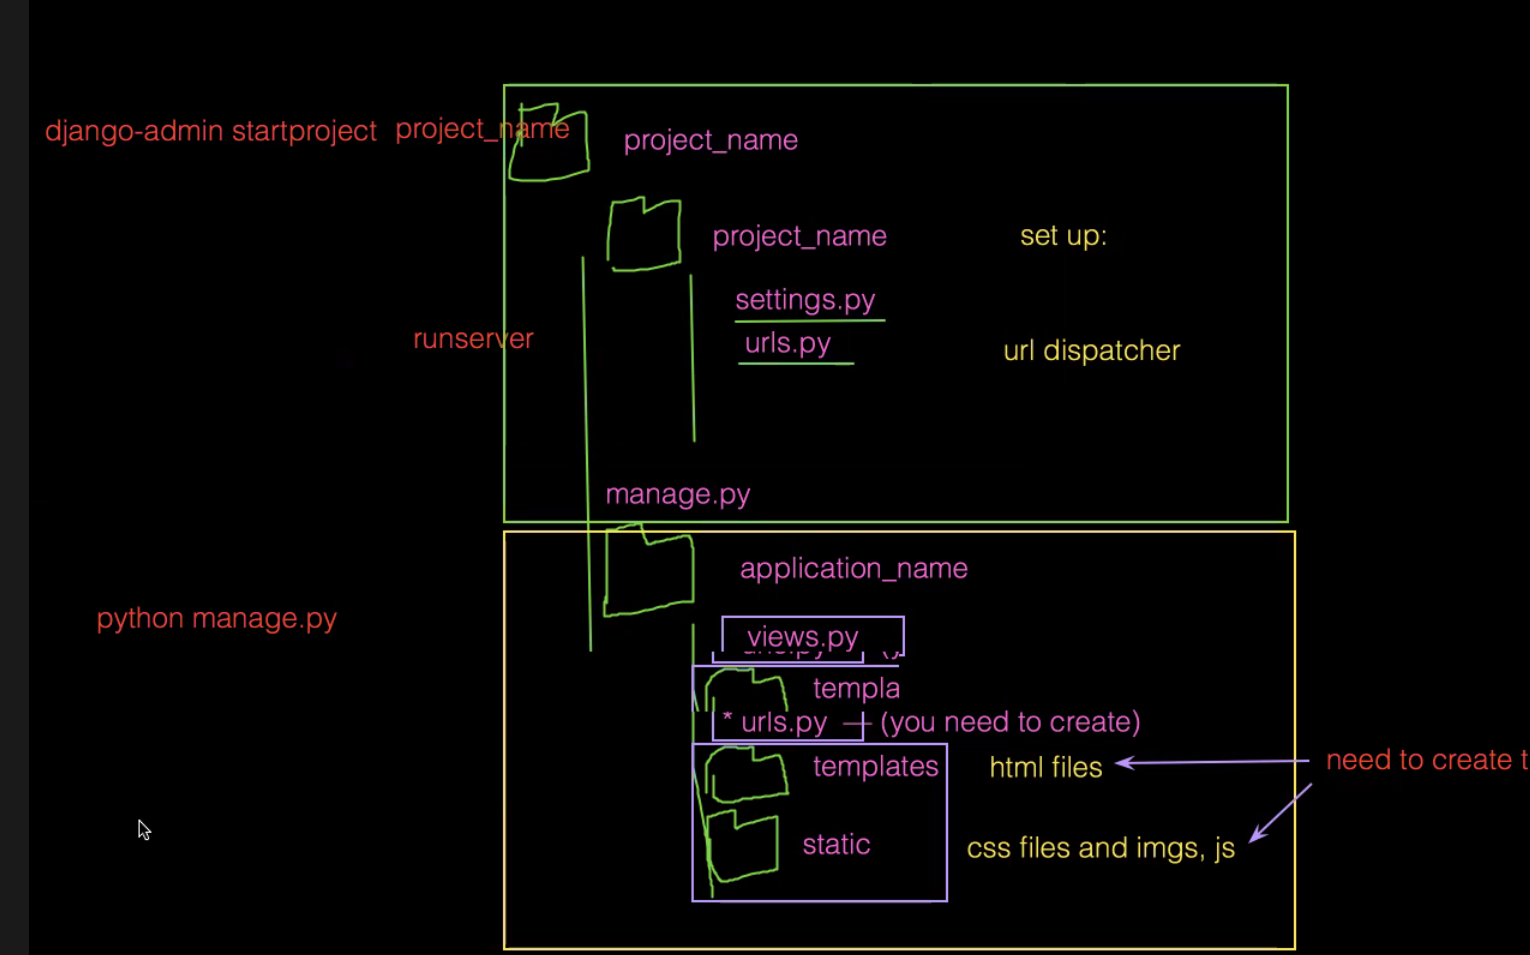 django-admin startproject project_name
project_name
project_name set up:
settings.py
runserver
urls.py
url dispatcher
manage.py
application_name
python manage.py
views.py
templa
* urls.py — (you need to create)
templates html files
need to create t
static css files and imgs, js